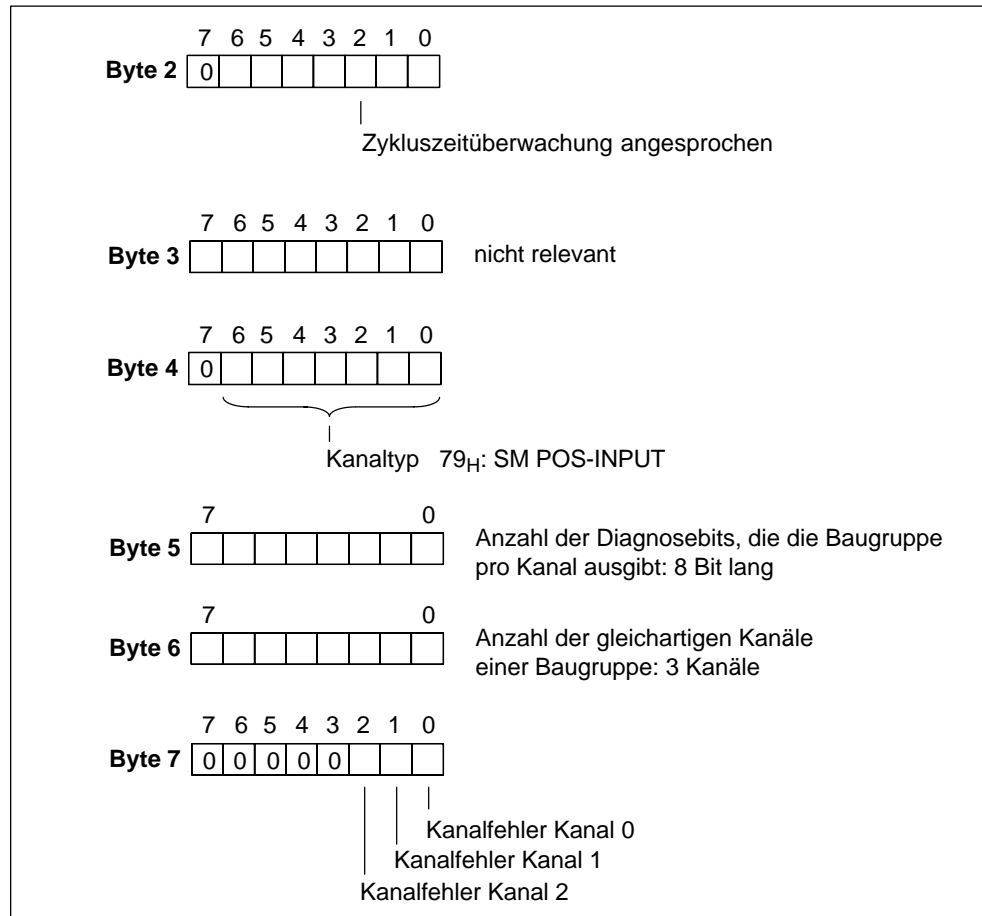 7 6 5 4 3 2 1 0
Byte 2 0
Zykluszeitüberwachung angesprochen
7 6 5 4 3 2 1 0
Byte 3 nicht relevant
7 6 5 4 3 2 1 0
Byte 4 0
Kanaltyp 79H: SM POS-INPUT
7 0
Byte 5
Anzahl der Diagnosebits, die die Baugruppe
pro Kanal ausgibt: 8 Bit lang
7 0
Byte 6
Anzahl der gleichartigen Kanäle
einer Baugruppe: 3 Kanäle
7 6 5 4 3 2 1 0
Byte 7 0 0 0 0 0
Kanalfehler Kanal 0
Kanalfehler Kanal 1
Kanalfehler Kanal 2